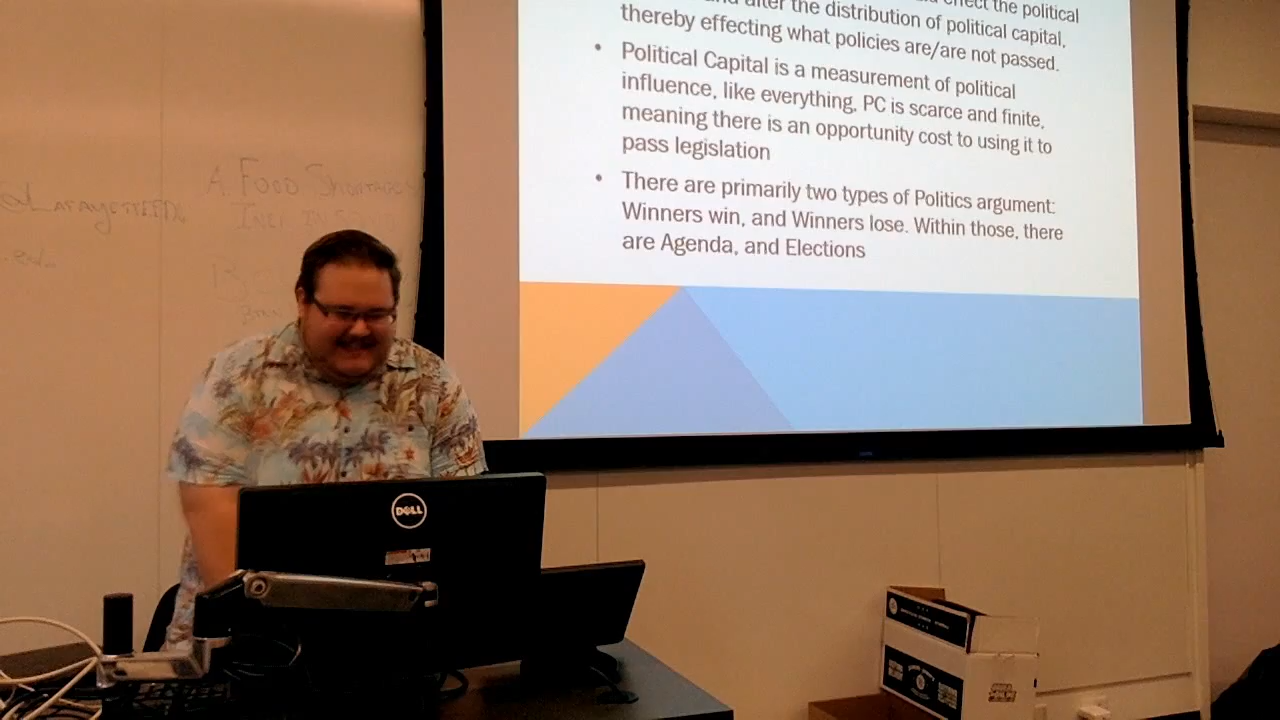 the political
the distribution of political capital,
thereby effecting what policies are/are not passed.
• Political Capital is a measurement of political
influence, like everything. PC is scarce and finite,
meaning there is an opportunity cost to using it to
pass legislation
• There are primarily two types of Politics argument:
Winners win, and Winners lose. Within those, there
are Agenda, and Elections
A. FOOD
DELL